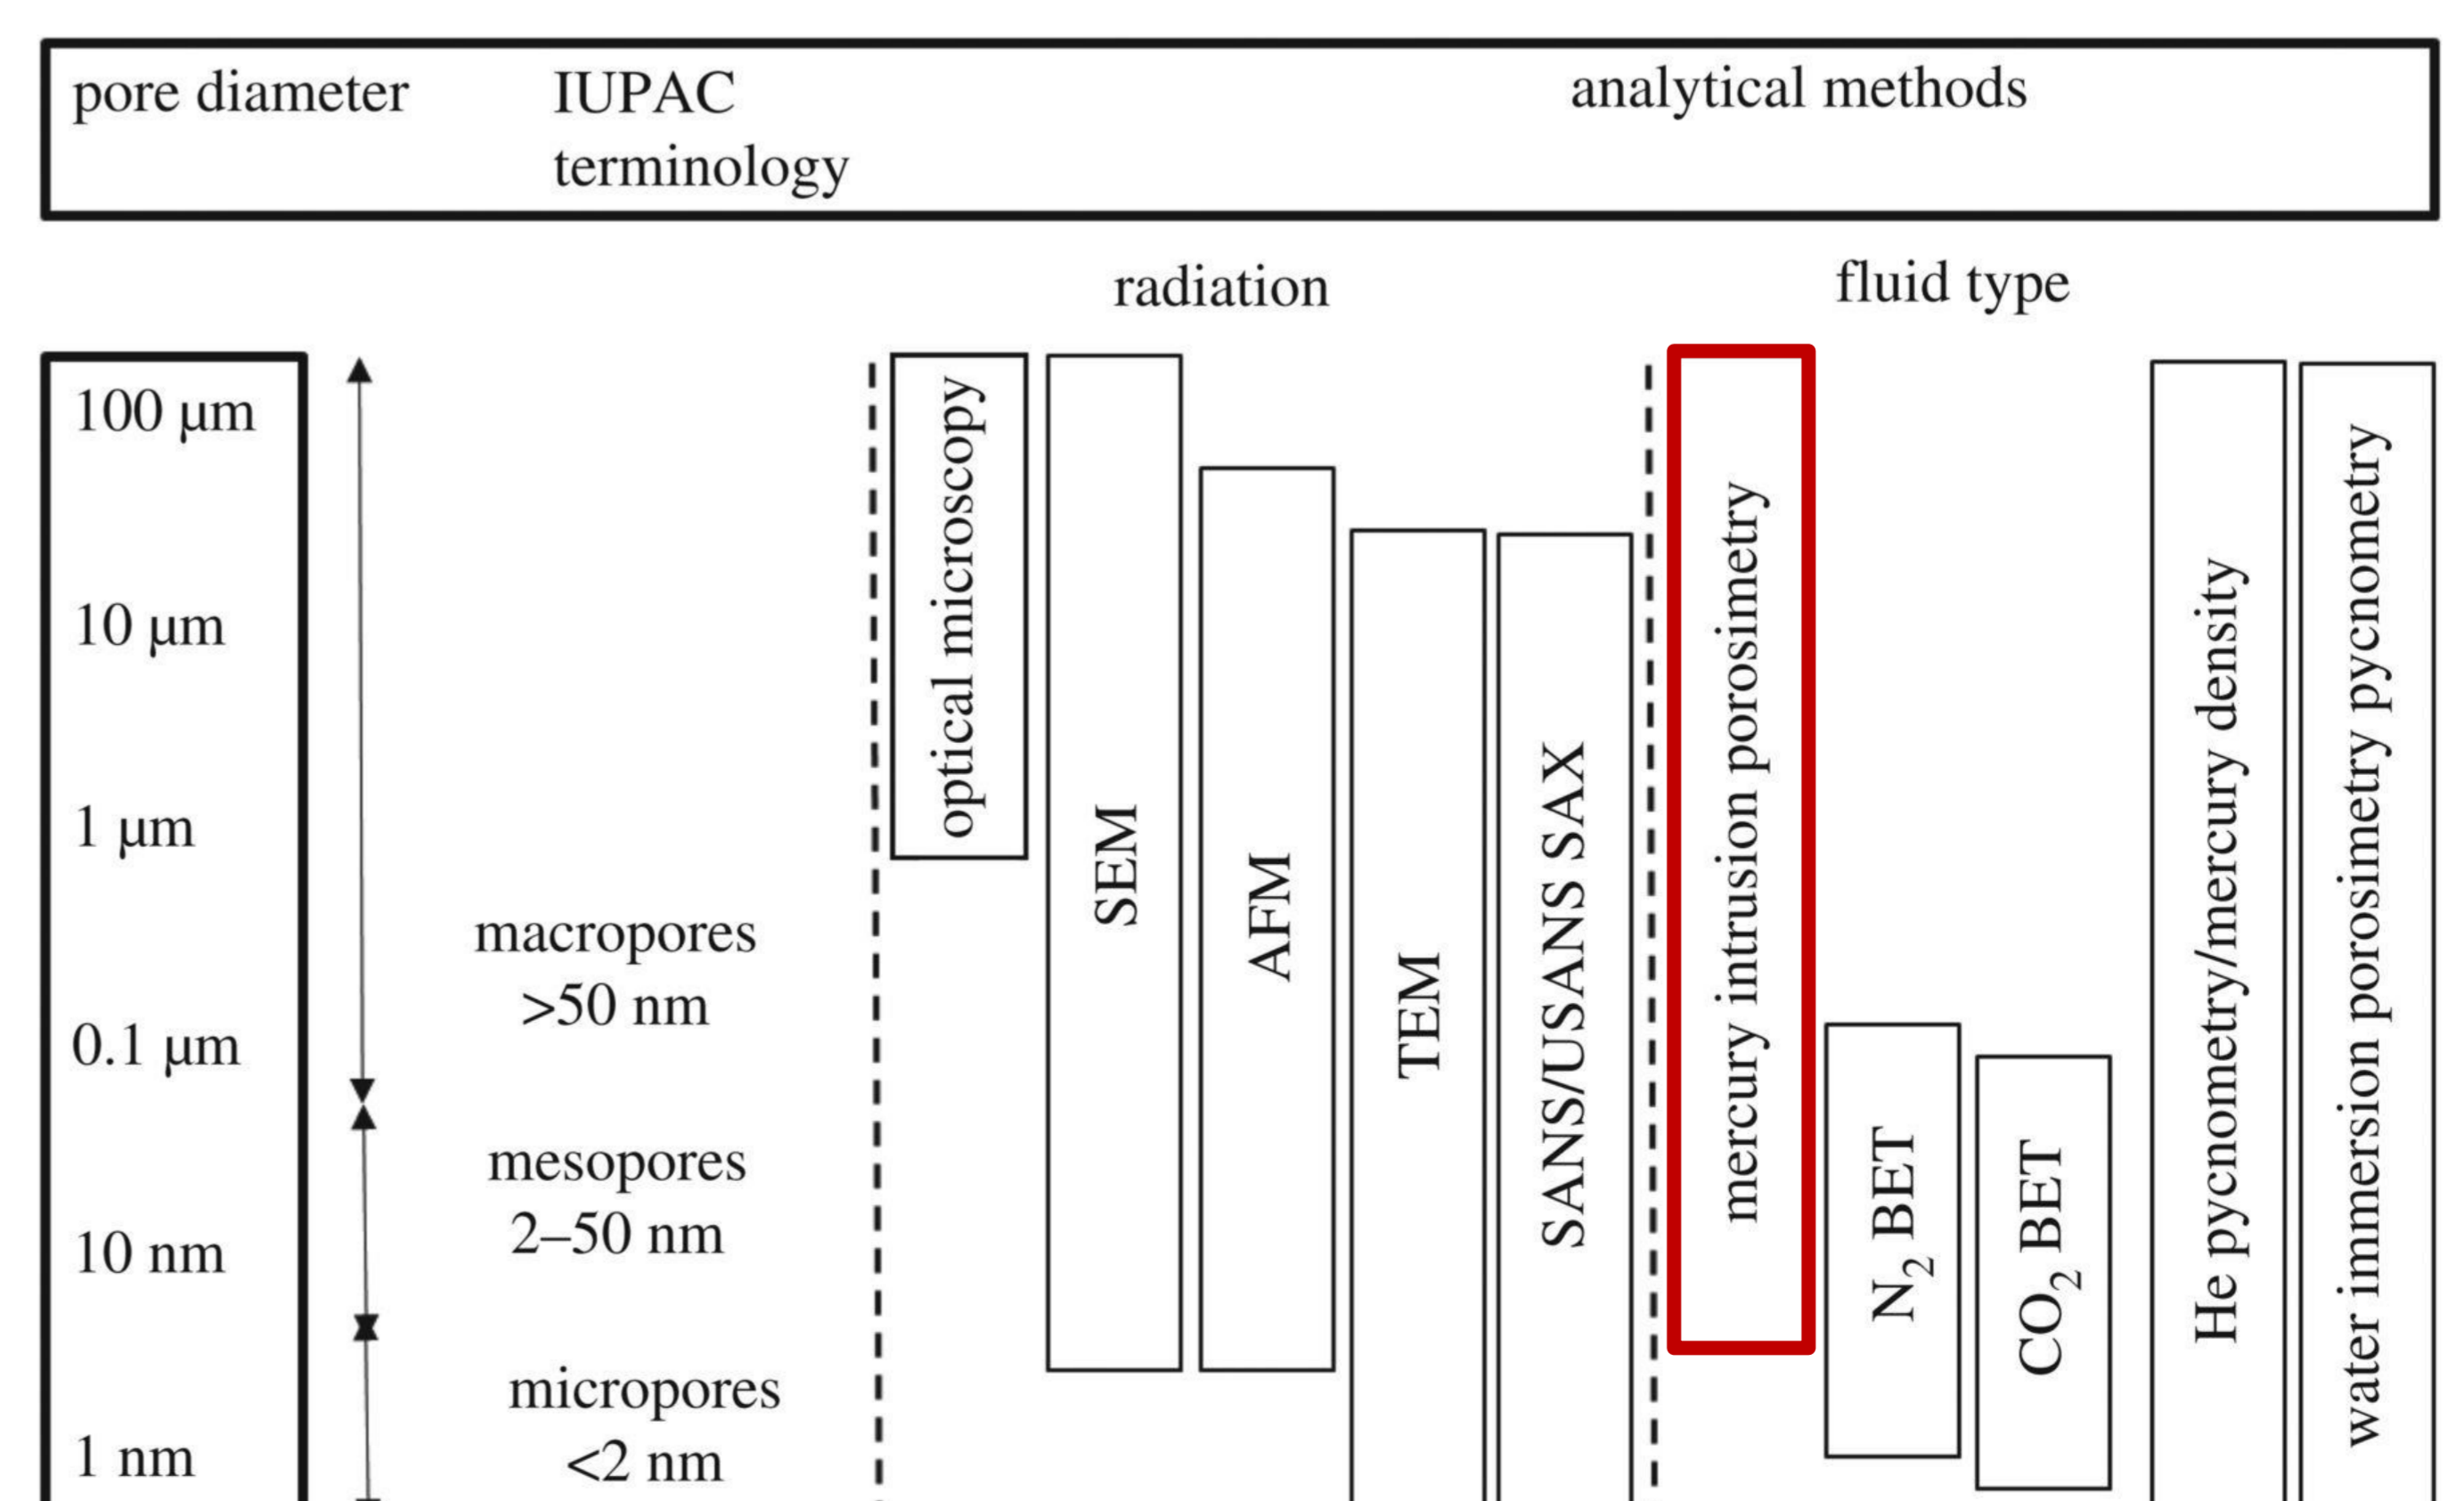 pore diameter
IUPAC
terminology
analytical methods
radiation
fluid type
100 μm
10 μm
1 μm
0.1 μm
10 nm
1 nm
macropores
>50 nm
mesopores
2–50 nm
micropores
<2 nm
optical microscopy
SEM
AFM
TEM
SANS/USANS SAX
mercury intrusion porosimetry
N₂ BET
CO₂ BET
He pycnometry/mercury density
water immersion porosimetry pycnometry